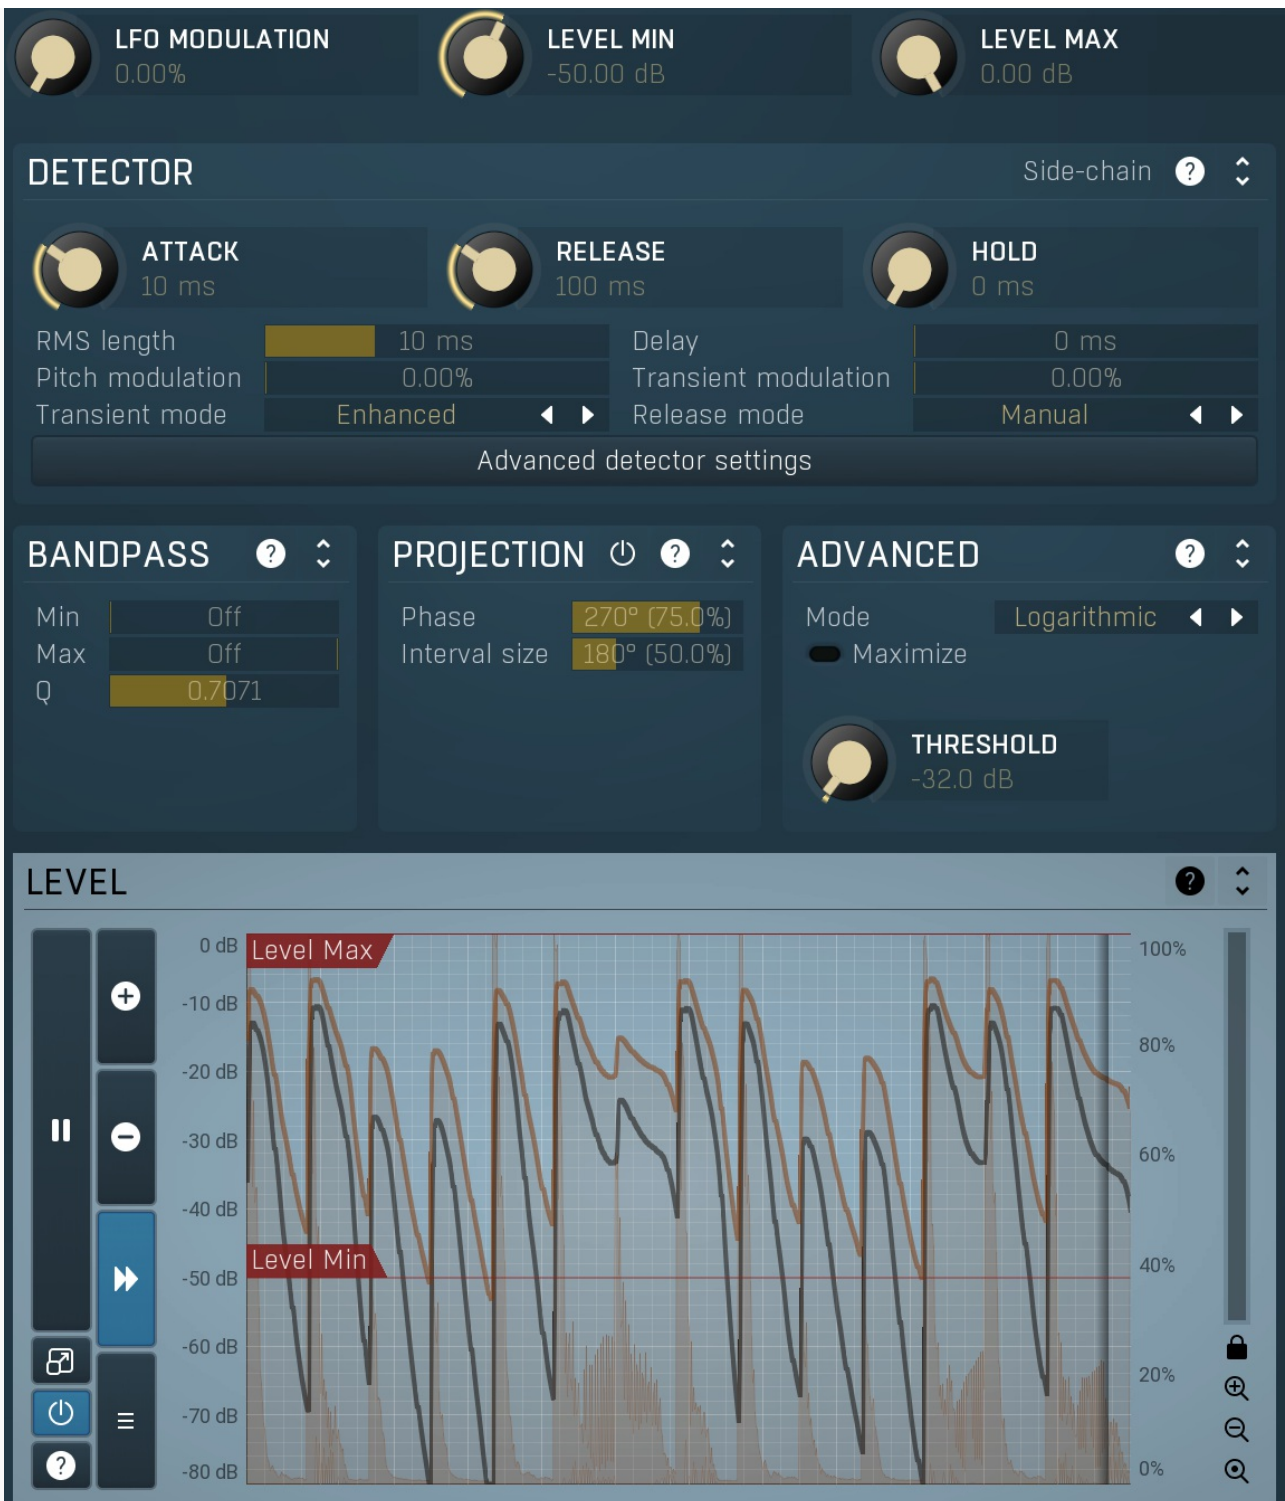 LFO MODULATION LEVEL MIN LEVEL MAX
0.00% -50.00 dB 0.00 dB
DETECTOR Side-chain ?
ATTACK RELEASE HOLD
10 ms 100 ms 0 ms
RMS length 10 ms Delay 0 ms
Pitch modulation 0.00% Transient modulation 0.00%
Transient mode Enhanced Release mode Manual
Advanced detector settings
BANDPASS ? PROJECTION ? ADVANCED ?
Min Off Phase 270° (75.0%) Mode Logarithmic
Max Off Interval size 180° (50.0%) Maximize
Q 0.7071
THRESHOLD
-32.0 dB
LEVEL ?
0 dB Level Max 100%
-10 dB
80%
-20 dB
-30 dB
60%
-40 dB
Level Min 40%
-50 dB
-60 dB
20%
-70 dB
-80 dB 0%
?